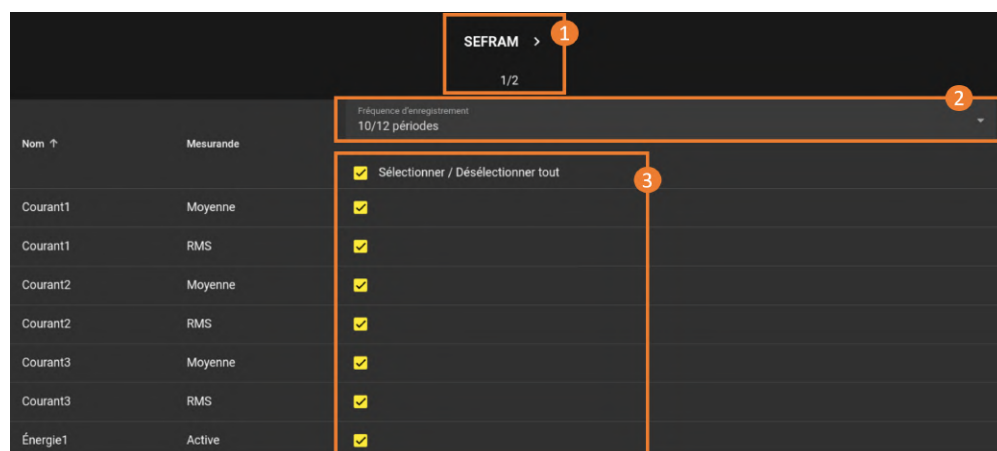 SEFRAM > 1
1/2
2
Fréquence d'enregistrement
10/12 périodes
Nom ↑ Mesurande
Sélectionner / Désélectionner tout
3
Courant1 Moyenne
Courant1 RMS
Courant2 Moyenne
Courant2 RMS
Courant3 Moyenne
Courant3 RMS
Énergie1 Active